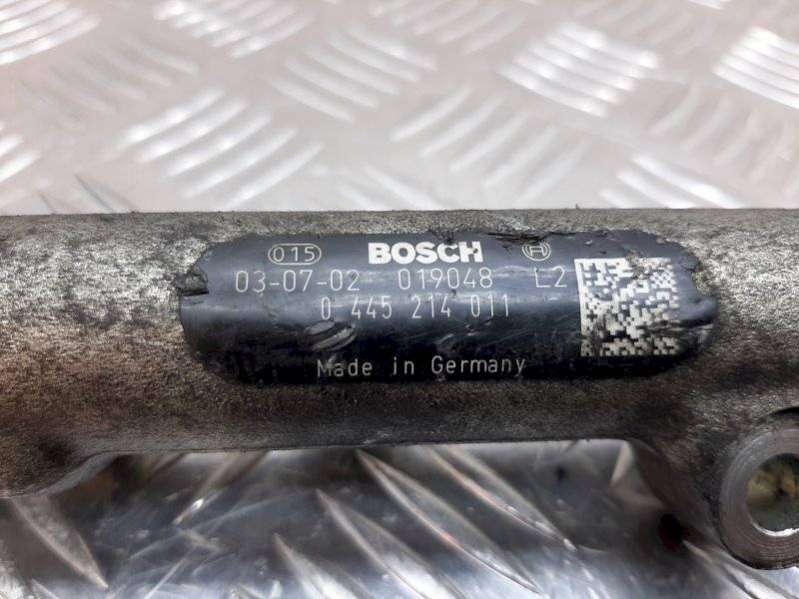 015 BOSCH
03-07-02 019048 L2
0 445 214 011
Made in Germany